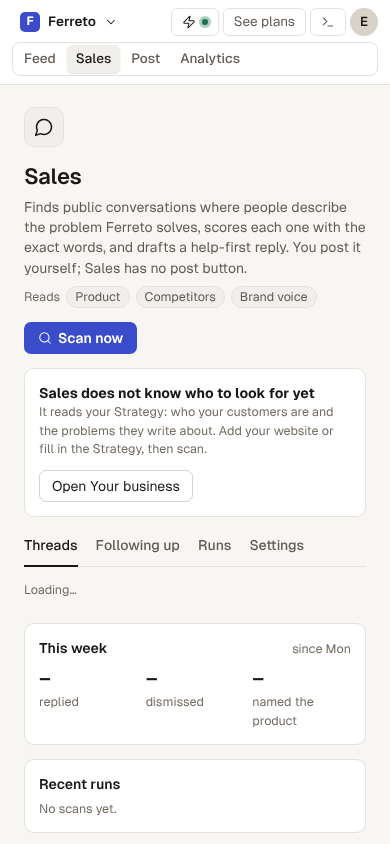 F Ferreto
See plans
E
Feed Sales Post Analytics
Sales
Finds public conversations where people describe
the problem Ferreto solves, scores each one with the
exact words, and drafts a help-first reply. You post it
yourself; Sales has no post button.
Reads Product Competitors Brand voice
Scan now
Sales does not know who to look for yet
It reads your Strategy: who your customers are and
the problems they write about. Add your website or
fill in the Strategy, then scan.
Open Your business
Threads Following up Runs Settings
Loading…
This week since Mon
– – –
replied dismissed named the
product
Recent runs
No scans yet.